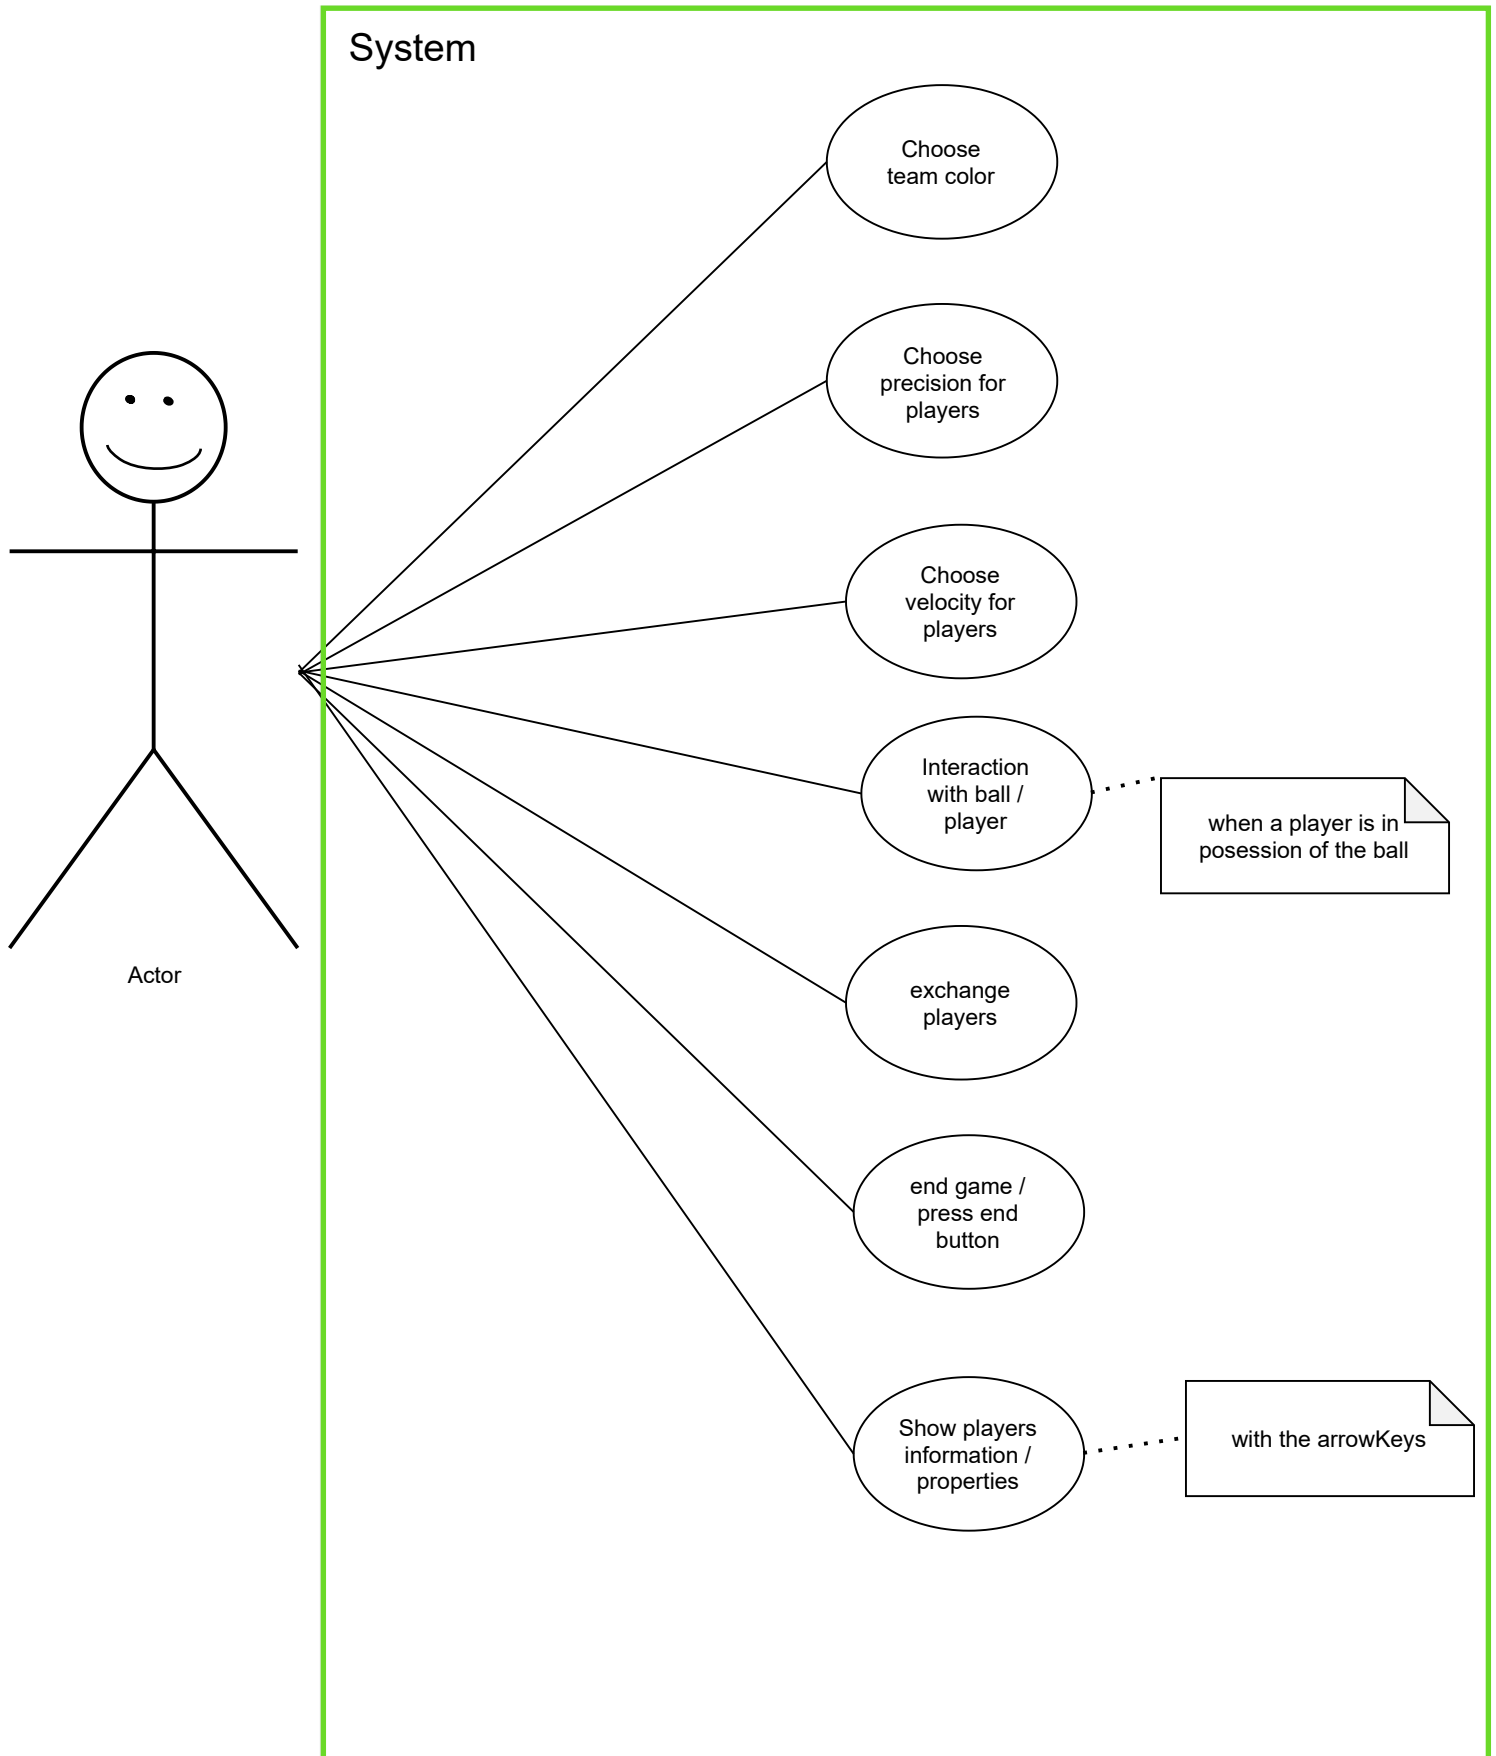 System
Choose
team color
Choose
precision for
players
Choose
velocity for
players
Interaction
with ball /
player
when a player is in
posession of the ball
Actor
exchange
players
end game /
press end
button
Show players
information /
properties
with the arrowKeys